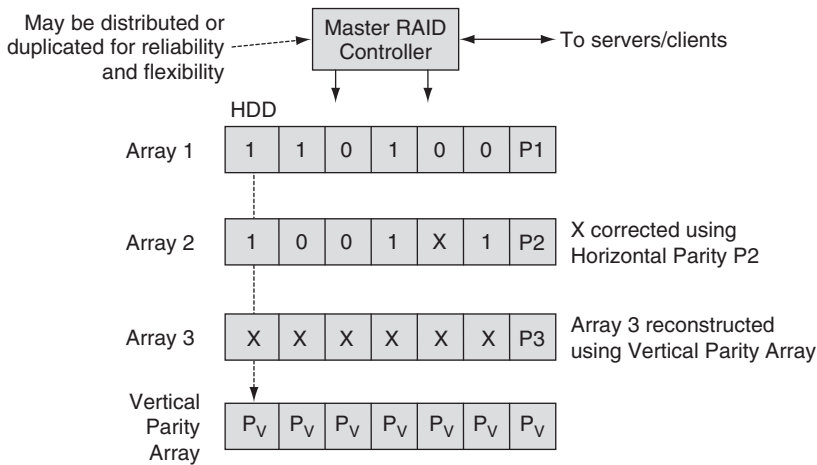 May be distributed or
duplicated for reliability
and flexibility
Master RAID
Controller
To servers/clients
HDD
Array 1
1 1 0 1 0 0 P1
Array 2
1 0 0 1 X 1 P2
X corrected using
Horizontal Parity P2
Array 3
X X X X X X P3
Array 3 reconstructed
using Vertical Parity Array
Vertical
Parity
Array
PV PV PV PV PV PV PV